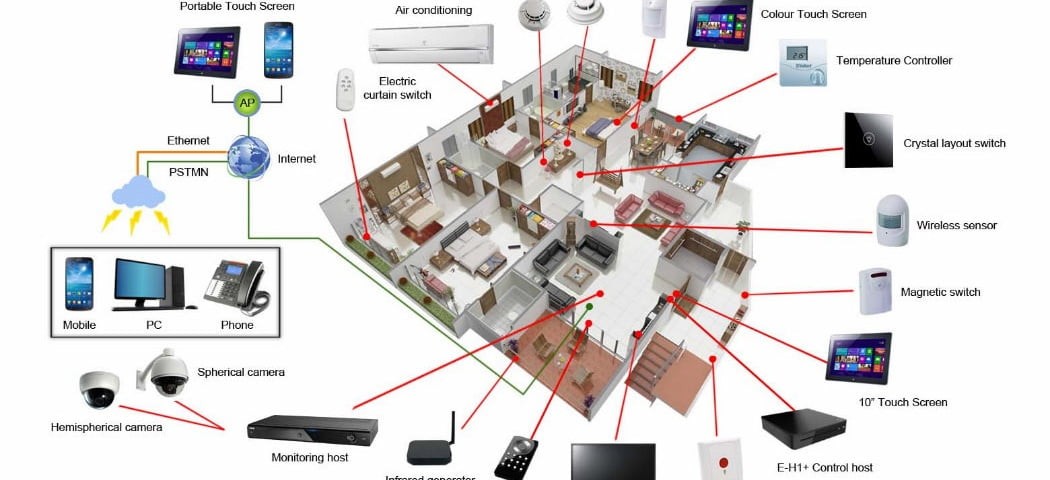 Portable Touch Screen
Air conditioning
Colour Touch Screen
Electric
curtain switch
Temperature Controller
AP
Ethernet
Internet
PSTMN
Crystal layout switch
Wireless sensor
Magnetic switch
Mobile
PC
Phone
Spherical camera
10" Touch Screen
Hemispherical camera
Monitoring host
E-H1+ Control host
Infrared generator